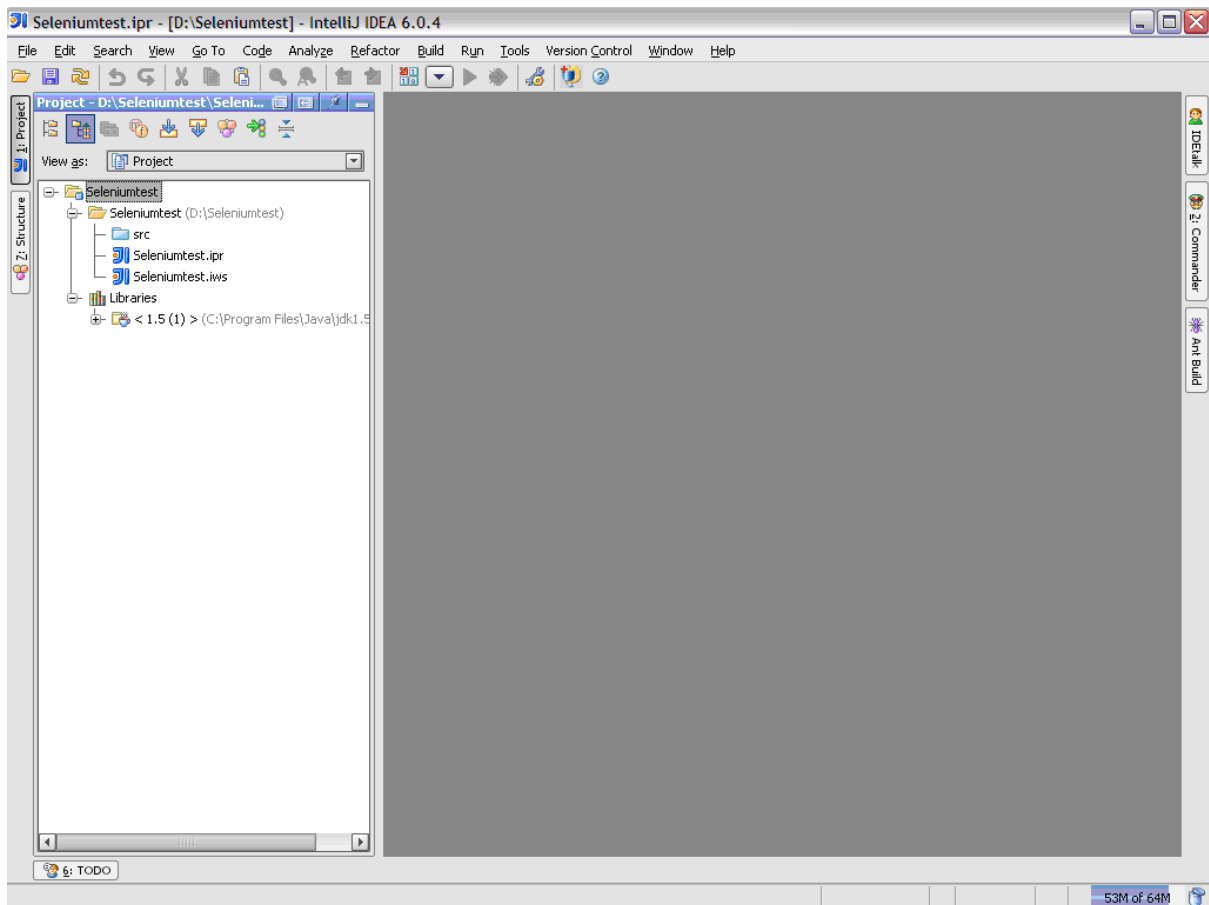 Seleniumtest.ipr - [D:\Seleniumtest] - IntelliJ IDEA 6.0.4
File Edit Search View Go To Code Analyze Refactor Build Run Tools Version Control Window Help
Project - D:\Seleniumtest\Seleni...
View as: Project
1: Project
7: Structure
Seleniumtest
Seleniumtest (D:\Seleniumtest)
src
Seleniumtest.ipr
Seleniumtest.iws
Libraries
< 1.5 (1) > (C:\Program Files\Java\jdk1.5
IDEtalk
2: Commander
Ant Build
6: TODO
53M of 64M